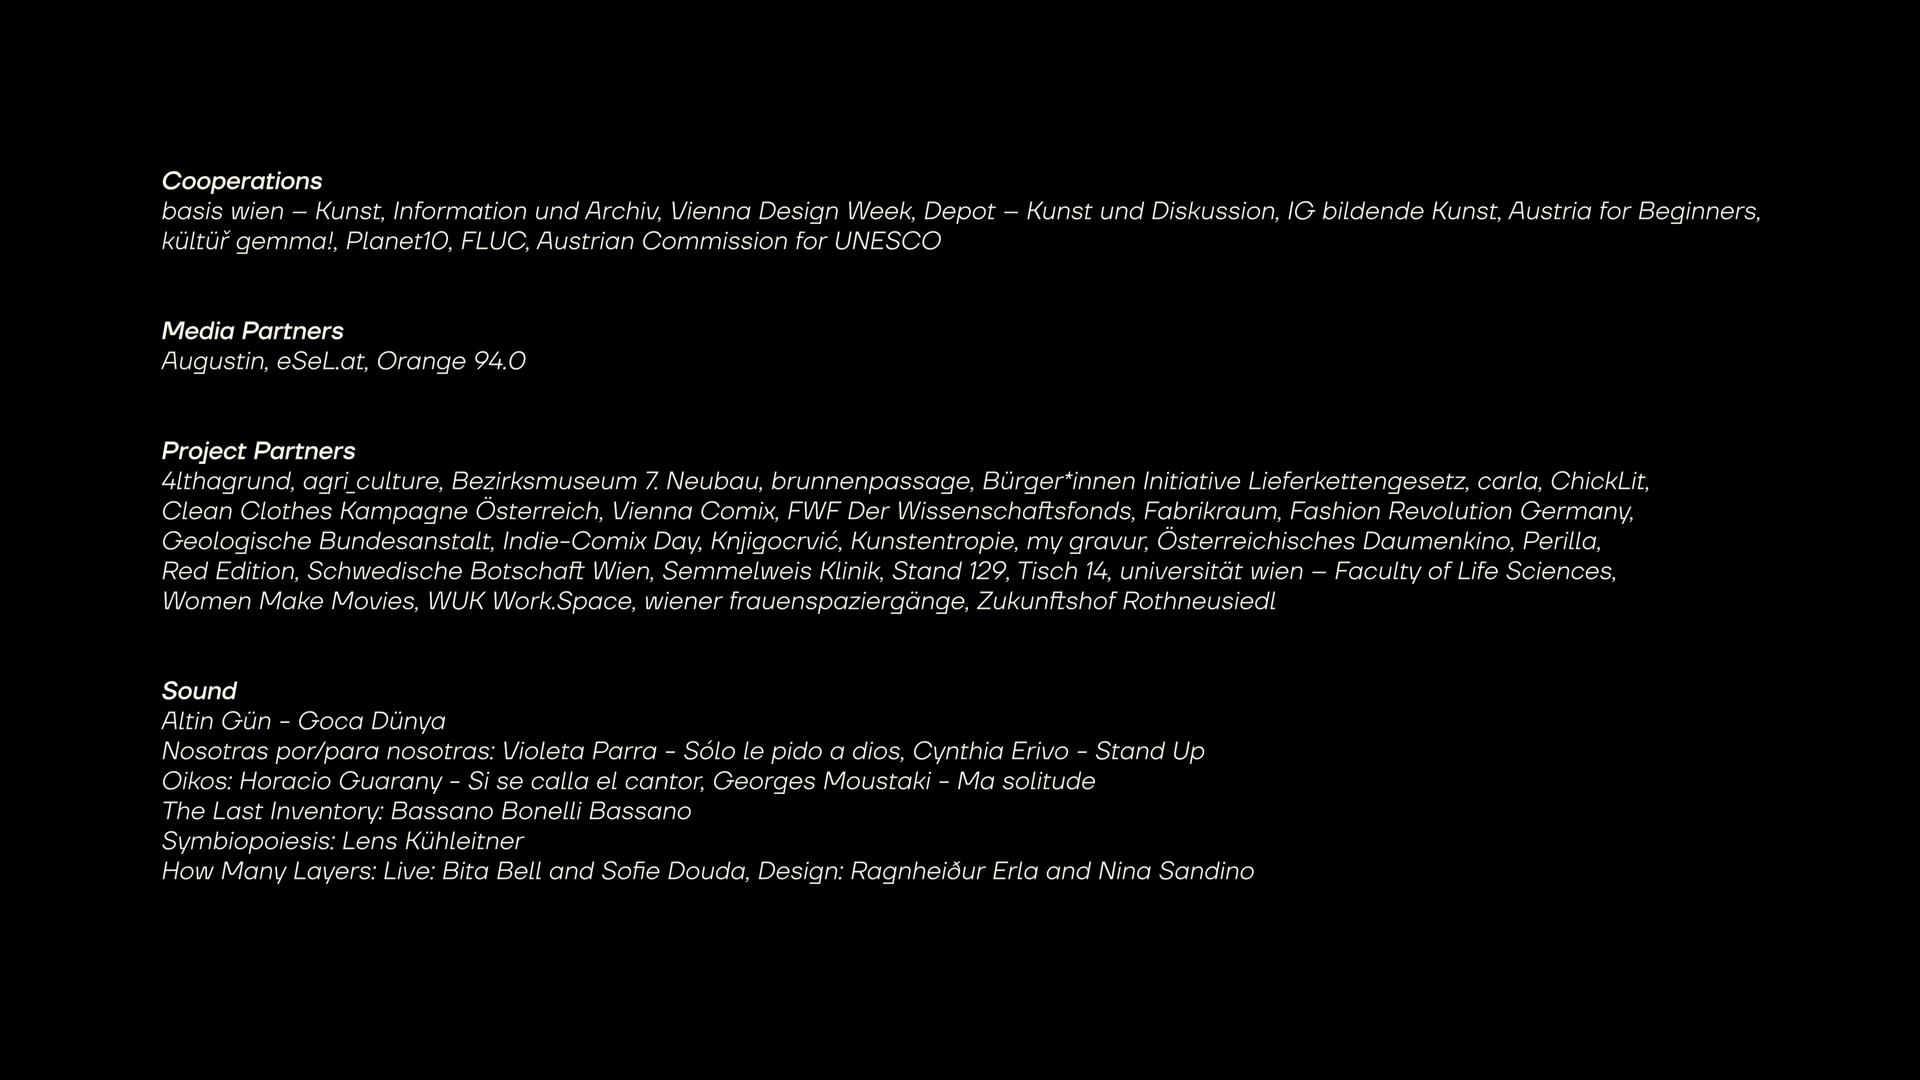 Cooperations
basis wien – Kunst, Information und Archiv, Vienna Design Week, Depot – Kunst und Diskussion, IG bildende Kunst, Austria for Beginners,
kültüř gemma!, Planet10, FLUC, Austrian Commission for UNESCO
Media Partners
Augustin, eSeL.at, Orange 94.0
Project Partners
4lthagrund, agri_culture, Bezirksmuseum 7. Neubau, brunnenpassage, Bürger*innen Initiative Lieferkettengesetz, carla, ChickLit,
Clean Clothes Kampagne Österreich, Vienna Comix, FWF Der Wissenschaftsfonds, Fabrikraum, Fashion Revolution Germany,
Geologische Bundesanstalt, Indie-Comix Day, Knjigocrvić, Kunstentropie, my gravur, Österreichisches Daumenkino, Perilla,
Red Edition, Schwedische Botschaft Wien, Semmelweis Klinik, Stand 129, Tisch 14, universität wien – Faculty of Life Sciences,
Women Make Movies, WUK Work.Space, wiener frauenspaziergänge, Zukunftshof Rothneusiedl
Sound
Altin Gün - Goca Dünya
Nosotras por/para nosotras: Violeta Parra - Sólo le pido a dios, Cynthia Erivo - Stand Up
Oikos: Horacio Guarany - Si se calla el cantor, Georges Moustaki - Ma solitude
The Last Inventory: Bassano Bonelli Bassano
Symbiopoiesis: Lens Kühleitner
How Many Layers: Live: Bita Bell and Sofie Douda, Design: Ragnheiður Erla and Nina Sandino